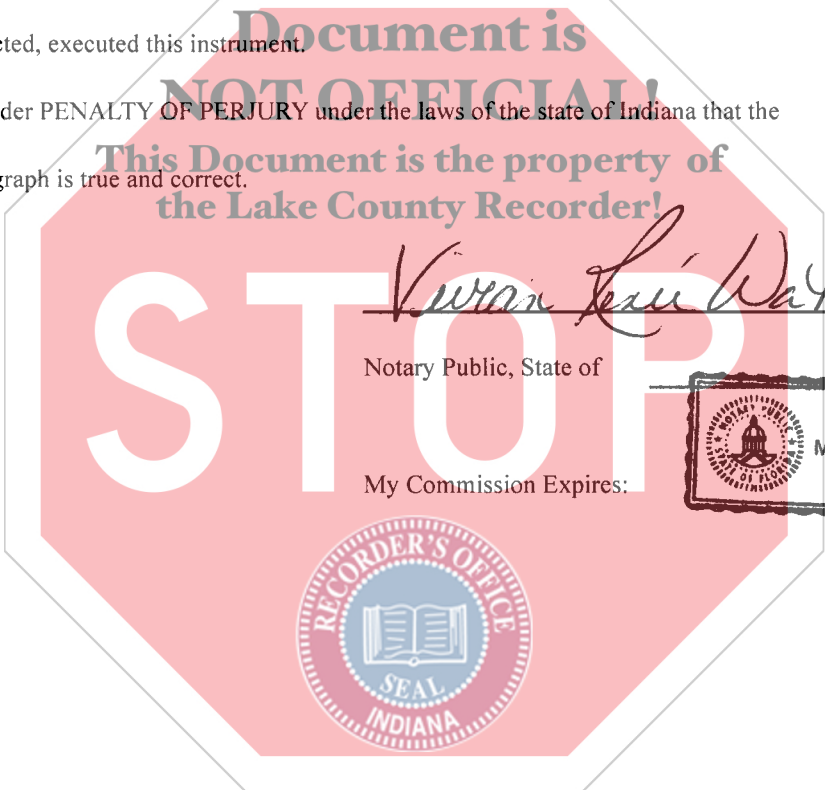 Document is
cted, executed this instrument.
NOT OFFICIAL!
der PENALTY OF PERJURY under the laws of the state of Indiana that the
This Document is the property of
graph is true and correct.
the Lake County Recorder!
STOP
Notary Public, State of
NOTARY PUBLIC
STATE OF FLORIDA
M
My Commission Expires:
RECORDER'S OFFICE
SEAL
INDIANA